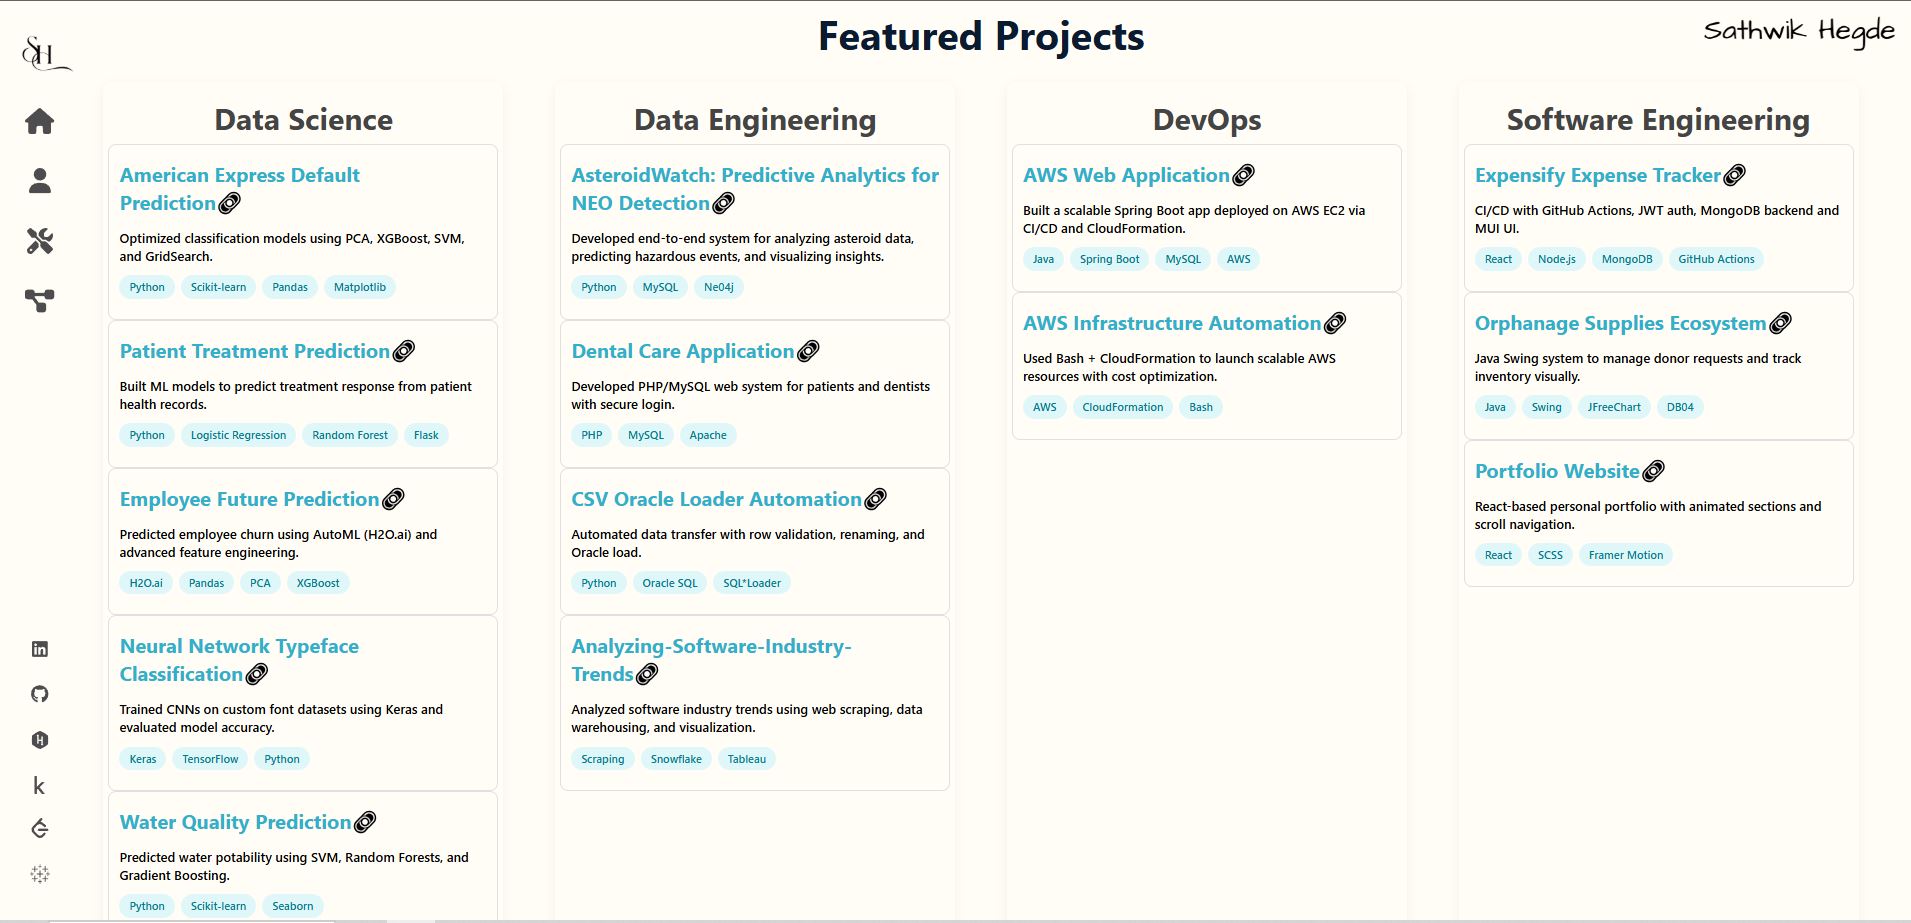 Featured Projects
Sathwik Hegde
SH
Data Science
American Express Default
Prediction
Optimized classification models using PCA, XGBoost, SVM,
and GridSearch.
Python Scikit-learn Pandas Matplotlib
Patient Treatment Prediction
Built ML models to predict treatment response from patient
health records.
Python Logistic Regression Random Forest Flask
Employee Future Prediction
Predicted employee churn using AutoML (H2O.ai) and
advanced feature engineering.
H2O.ai Pandas PCA XGBoost
Neural Network Typeface
Classification
Trained CNNs on custom font datasets using Keras and
evaluated model accuracy.
Keras TensorFlow Python
Water Quality Prediction
Predicted water potability using SVM, Random Forests, and
Gradient Boosting.
Python Scikit-learn Seaborn
Data Engineering
AsteroidWatch: Predictive Analytics for
NEO Detection
Developed end-to-end system for analyzing asteroid data,
predicting hazardous events, and visualizing insights.
Python MySQL Ne04j
Dental Care Application
Developed PHP/MySQL web system for patients and dentists
with secure login.
PHP MySQL Apache
CSV Oracle Loader Automation
Automated data transfer with row validation, renaming, and
Oracle load.
Python Oracle SQL SQL*Loader
Analyzing-Software-Industry-
Trends
Analyzed software industry trends using web scraping, data
warehousing, and visualization.
Scraping Snowflake Tableau
DevOps
AWS Web Application
Built a scalable Spring Boot app deployed on AWS EC2 via
CI/CD and CloudFormation.
Java Spring Boot MySQL AWS
AWS Infrastructure Automation
Used Bash + CloudFormation to launch scalable AWS
resources with cost optimization.
AWS CloudFormation Bash
Software Engineering
Expensify Expense Tracker
CI/CD with GitHub Actions, JWT auth, MongoDB backend and
MUI UI.
React Node.js MongoDB GitHub Actions
Orphanage Supplies Ecosystem
Java Swing system to manage donor requests and track
inventory visually.
Java Swing JFreeChart DB04
Portfolio Website
React-based personal portfolio with animated sections and
scroll navigation.
React SCSS Framer Motion